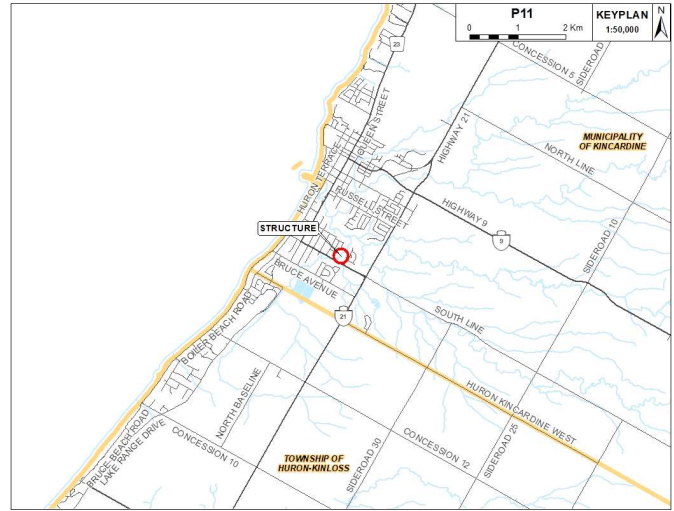 P11
0 1 2 Km
KEYPLAN
1:50,000
N
23
CONCESSION 5
SIDEROAD
QUEEN STREET
HIGHWAY 21
MUNICIPALITY
OF KINCARDINE
NORTH LINE
HURON TERRACE
RUSSELL STREET
HIGHWAY 9
STRUCTURE
9
SIDEROAD 10
BRUCE AVENUE
SOUTH LINE
21
BOILER BEACH ROAD
NORTH BASELINE
HURON KINCARDINE WEST
BRUCE BEACH ROAD
LAKE RANGE DRIVE
CONCESSION 10
CONCESSION 12
SIDEROAD 25
SIDEROAD 30
TOWNSHIP OF
HURON-KINLOSS